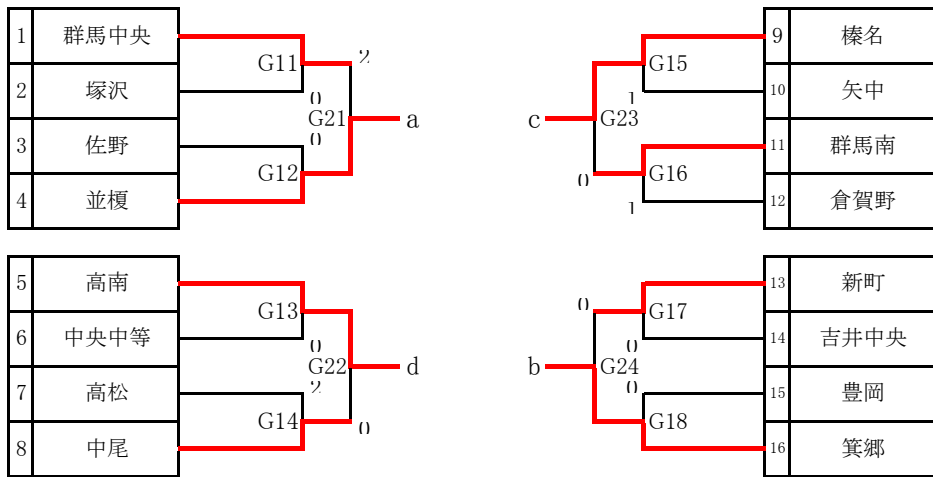 1 群馬中央
2 塚沢
3 佐野
4 並榎
G11
2
0
G21
a
0
G12
9 榛名
10 矢中
11 群馬南
12 倉賀野
G15
1
c
G23
0
G16
1
5 高南
6 中央中等
7 高松
8 中尾
G13
0
G22
d
2
G14
0
13 新町
14 吉井中央
15 豊岡
16 箕郷
0
G17
0
b
G24
0
G18